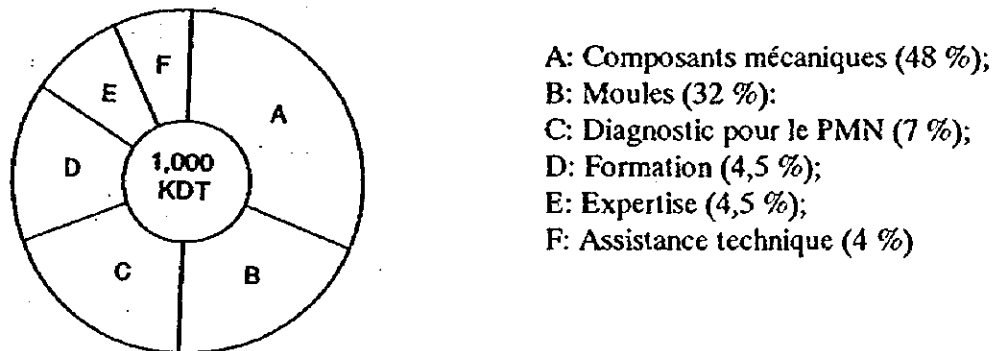 F
A
E
1,000
KDT
D
C
B
A: Composants mécaniques (48 %);
B: Moules (32 %):
C: Diagnostic pour le PMN (7 %);
D: Formation (4,5 %);
E: Expertise (4,5 %);
F: Assistance technique (4 %)